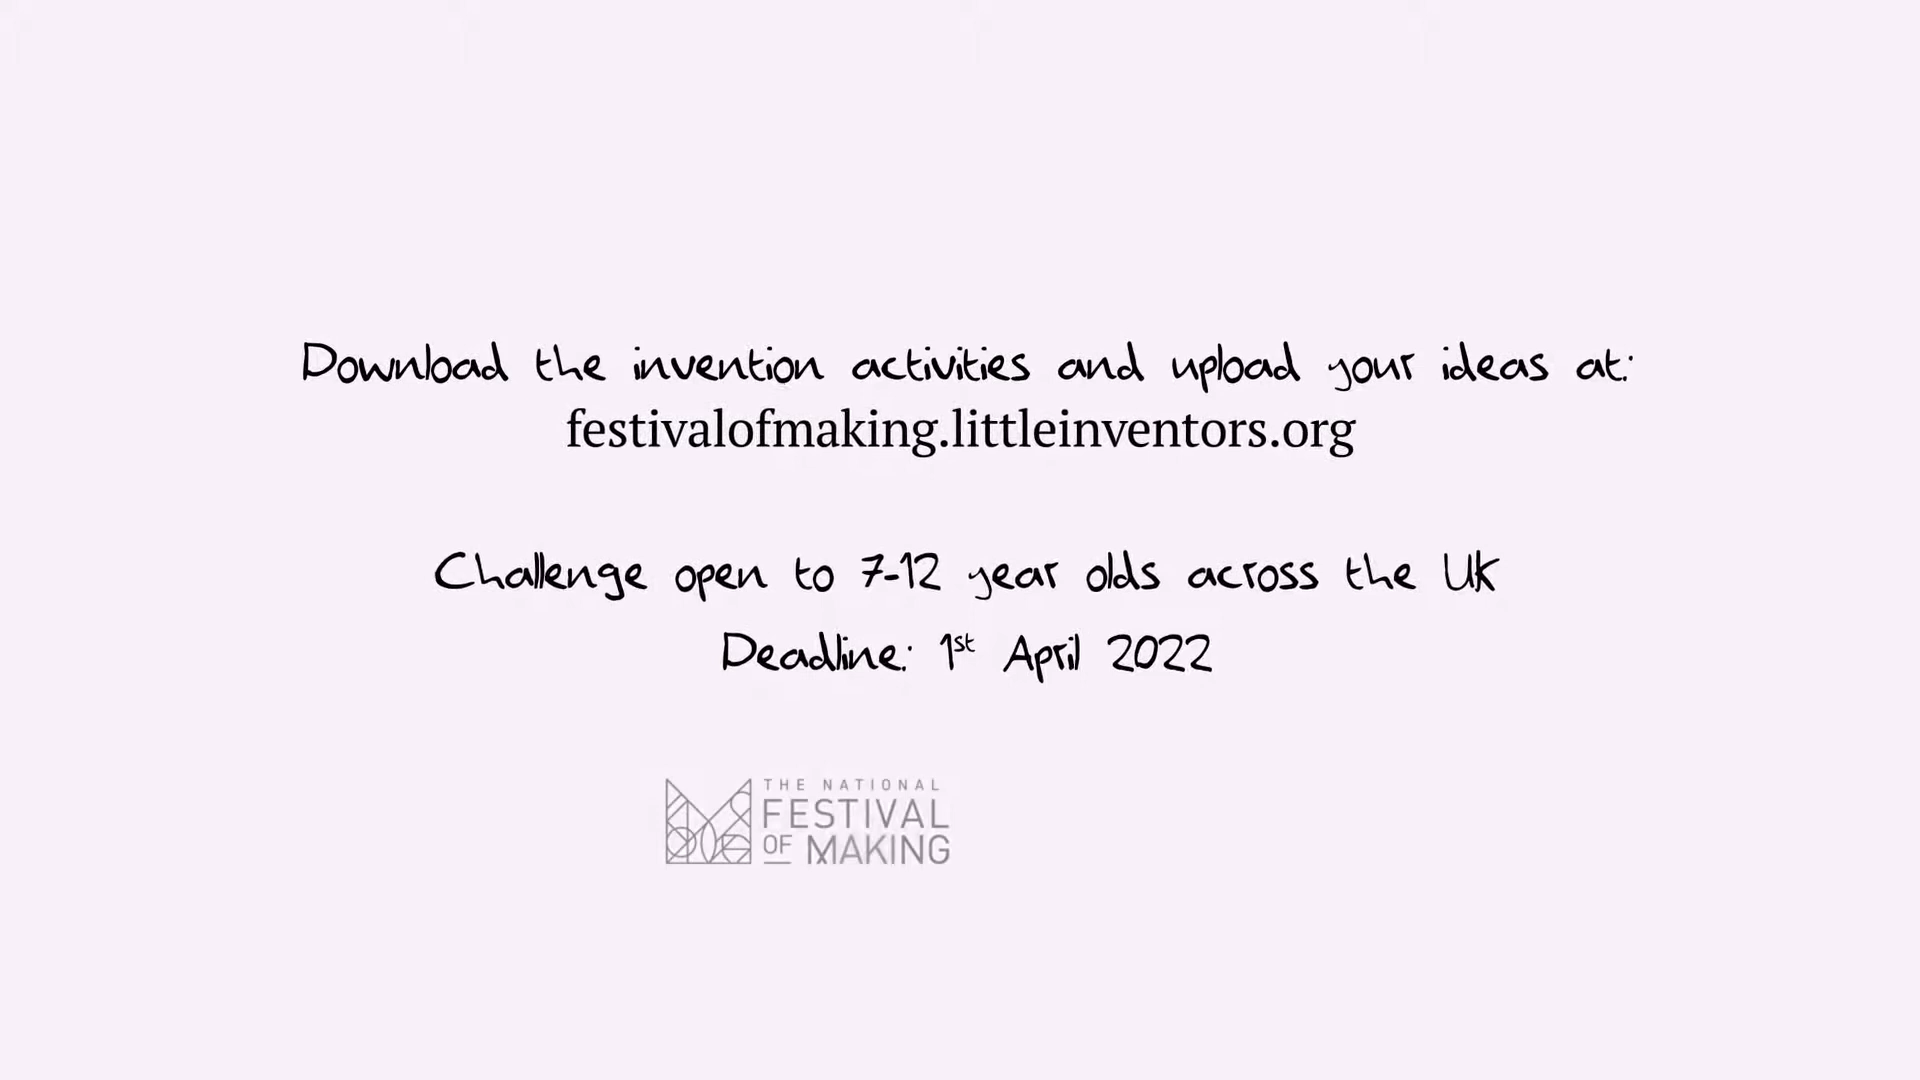 Download the invention activities and upload your ideas at:
festivalofmaking.littleinventors.org
Challenge open to 7-12 year olds across the UK
Deadline: 1st April 2022
THE NATIONAL
FESTIVAL
OF MAKING